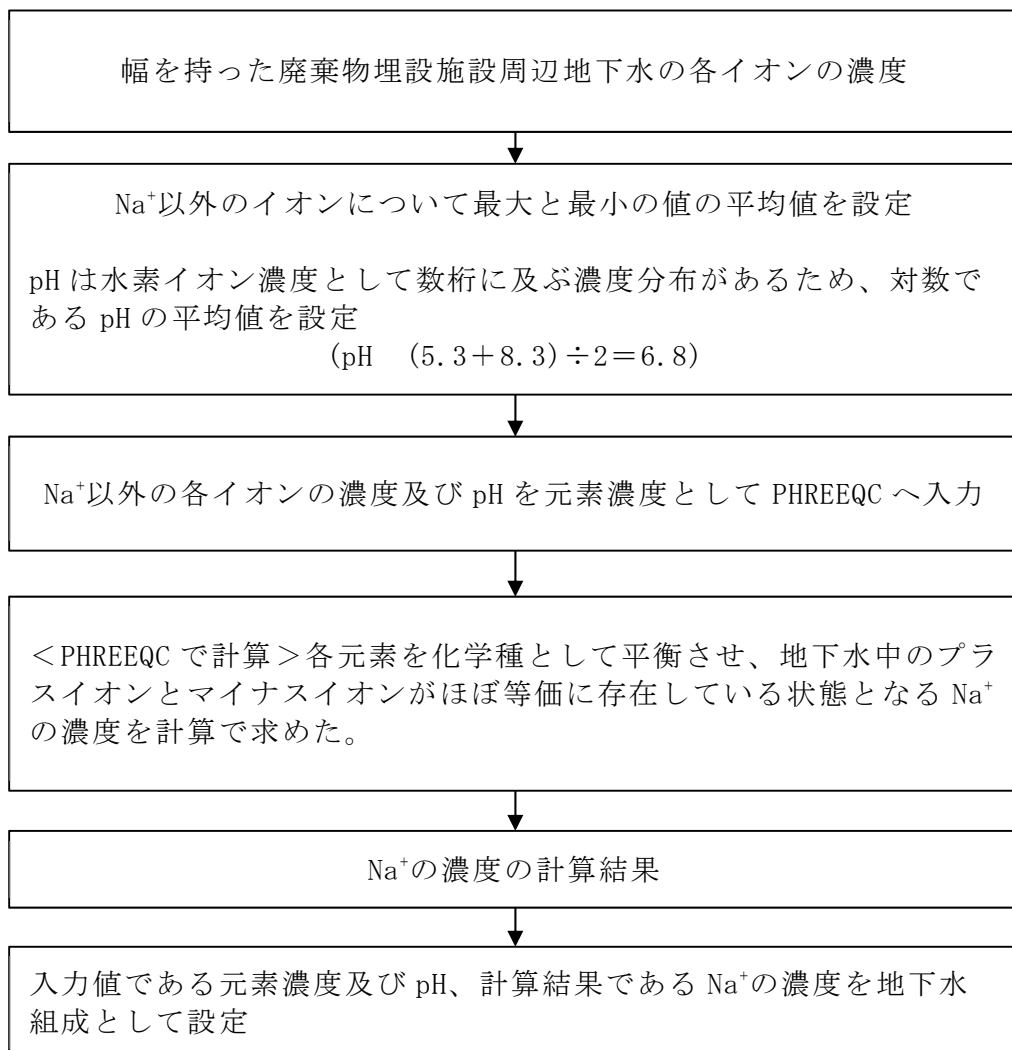 幅を持った廃棄物埋設施設周辺地下水の各イオンの濃度
Na⁺以外のイオンについて最大と最小の値の平均値を設定
pHは水素イオン濃度として数桁に及ぶ濃度分布があるため、対数で
あるpHの平均値を設定
(pH (5.3+8.3)÷2=6.8)
Na⁺以外の各イオンの濃度及びpHを元素濃度としてPHREEQCへ入力
<PHREEQCで計算>各元素を化学種として平衡させ、地下水中のプラ
スイオンとマイナスイオンがほぼ等価に存在している状態となるNa⁺
の濃度を計算で求めた。
Na⁺の濃度の計算結果
入力値である元素濃度及びpH、計算結果であるNa⁺の濃度を地下水
組成として設定